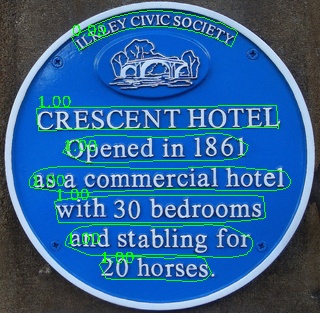 ILKLEY CIVIC SOCIETY
CRESCENT HOTEL
Opened in 1861
as a commercial hotel
with 30 bedrooms
and stabling for
20 horses.